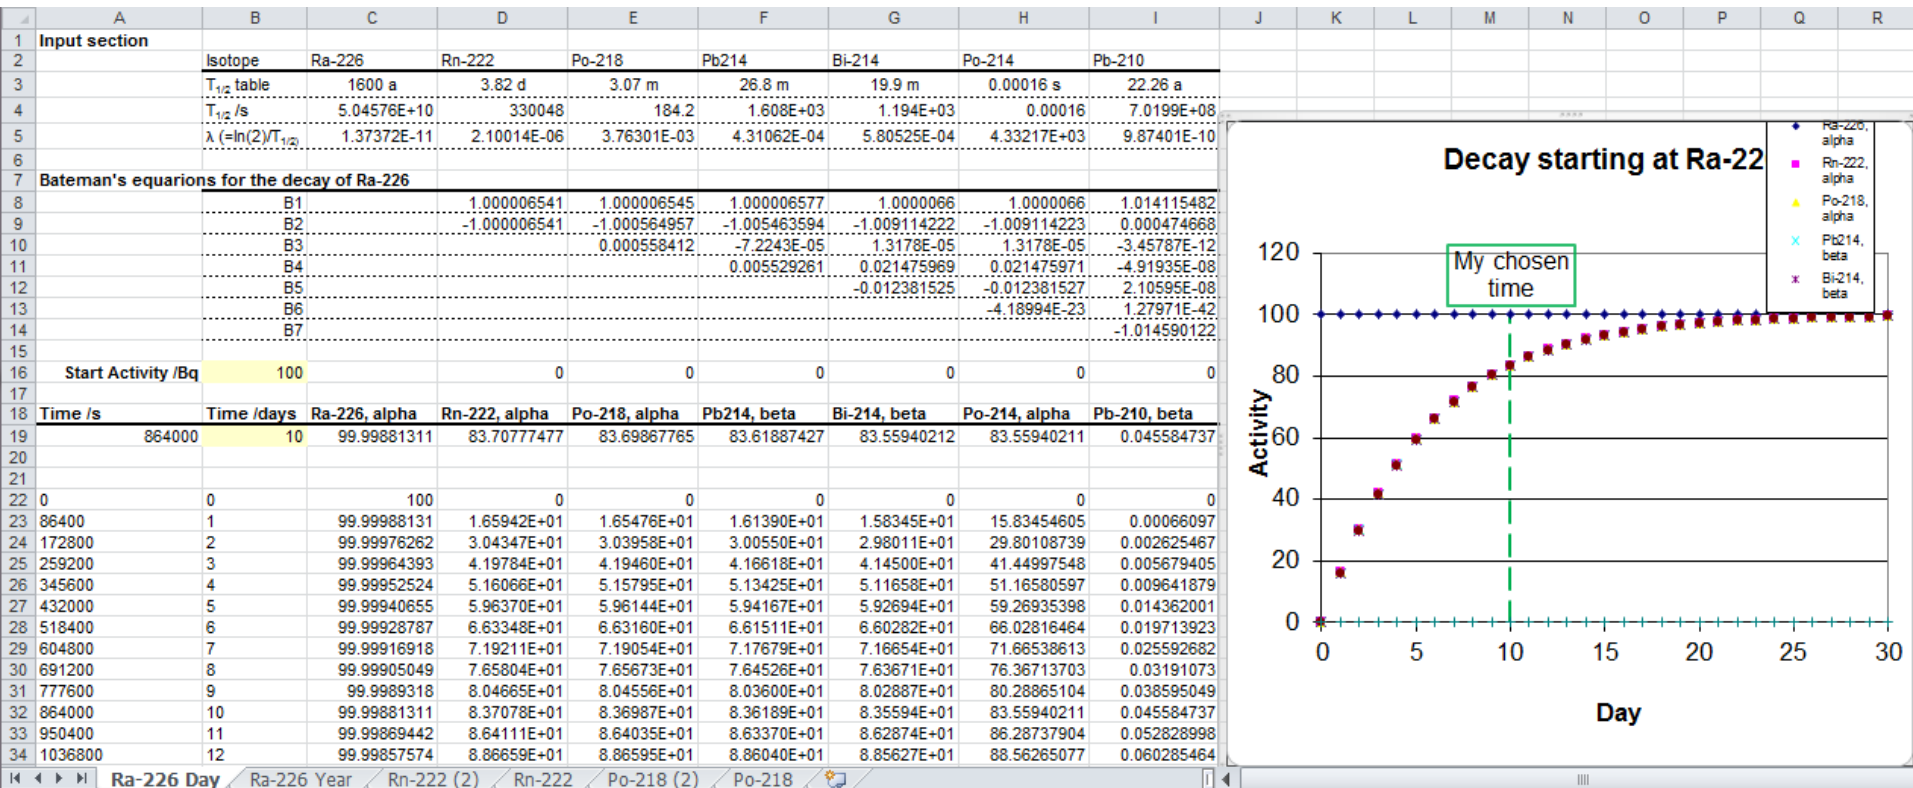 A B C D E F G H I J K L M N O P Q R
1 Input section
2 Isotope Ra-226 Rn-222 Po-218 Pb214 Bi-214 Po-214 Pb-210
3 T1/2 table 1600 a 3.82 d 3.07 m 26.8 m 19.9 m 0.00016 s 22.26 a
4 T1/2 /s 5.04576E+10 330048 184.2 1.608E+03 1.194E+03 0.00016 7.0199E+08
5 λ (=ln(2)/T1/2) 1.37372E-11 2.10014E-06 3.76301E-03 4.31062E-04 5.80525E-04 4.33217E+03 9.87401E-10
6
7 Bateman's equarions for the decay of Ra-226
8 B1 1.000006541 1.000006545 1.000006577 1.0000066 1.0000066 1.014115482
9 B2 -1.000006541 -1.000564957 -1.005463594 -1.009114222 -1.009114223 0.000474668
10 B3 0.000558412 -7.2243E-05 1.3178E-05 1.3178E-05 -3.45787E-12
11 B4 0.005529261 0.021475969 0.021475971 -4.91935E-08
12 B5 -0.012381525 -0.012381527 2.10595E-08
13 B6 -4.18994E-23 1.27971E-42
14 B7 -1.014590122
15
16 Start Activity /Bq 100 0 0 0 0 0 0
17
18 Time /s Time /days Ra-226, alpha Rn-222, alpha Po-218, alpha Pb214, beta Bi-214, beta Po-214, alpha Pb-210, beta
19 864000 10 99.99881311 83.70777477 83.69867765 83.61887427 83.55940212 83.55940211 0.045584737
20
21
22 0 0 100 0 0 0 0 0 0
23 86400 1 99.99988131 1.65942E+01 1.65476E+01 1.61390E+01 1.58345E+01 15.83454605 0.00066097
24 172800 2 99.99976262 3.04347E+01 3.03958E+01 3.00550E+01 2.98011E+01 29.80108739 0.002625467
25 259200 3 99.99964393 4.19784E+01 4.19460E+01 4.16618E+01 4.14500E+01 41.44997548 0.005679405
26 345600 4 99.99952524 5.16066E+01 5.15795E+01 5.13425E+01 5.11658E+01 51.16580597 0.009641879
27 432000 5 99.99940655 5.96370E+01 5.96144E+01 5.94167E+01 5.92694E+01 59.26935398 0.014362001
28 518400 6 99.99928787 6.63348E+01 6.63160E+01 6.61511E+01 6.60282E+01 66.02816464 0.019713923
29 604800 7 99.99916918 7.19211E+01 7.19054E+01 7.17679E+01 7.16654E+01 71.66538613 0.025592682
30 691200 8 99.99905049 7.65804E+01 7.65673E+01 7.64526E+01 7.63671E+01 76.36713703 0.03191073
31 777600 9 99.9989318 8.04665E+01 8.04556E+01 8.03600E+01 8.02887E+01 80.28865104 0.038595049
32 864000 10 99.99881311 8.37078E+01 8.36987E+01 8.36189E+01 8.35594E+01 83.55940211 0.045584737
33 950400 11 99.99869442 8.64111E+01 8.64035E+01 8.63370E+01 8.62874E+01 86.28737904 0.052828998
34 1036800 12 99.99857574 8.86659E+01 8.86595E+01 8.86040E+01 8.85627E+01 88.56265077 0.060285464
Ra-226 Day Ra-226 Year Rn-222 (2) Rn-222 Po-218 (2) Po-218
Decay starting at Ra-22
Ra-226,
alpha
Rn-222,
alpha
Po-218,
alpha
Pb214,
beta
Bi-214,
beta
My chosen
time
120
100
80
60
40
20
0
Activity
0 5 10 15 20 25 30
Day